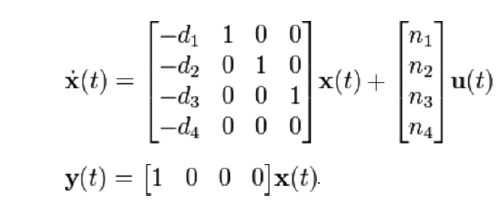 ẋ(t) = [−d₁ 1 0 0; −d₂ 0 1 0; −d₃ 0 0 1; −d₄ 0 0 0] x(t) + [n₁; n₂; n₃; n₄] u(t)
y(t) = [1 0 0 0]x(t).